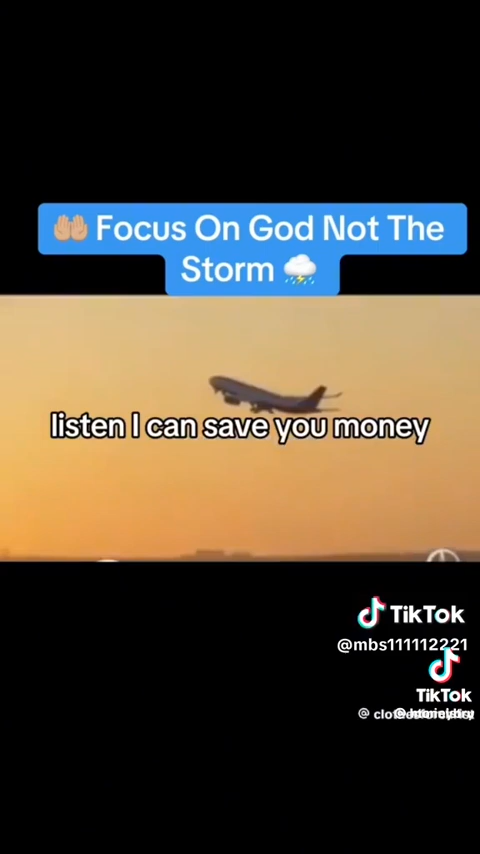 🤲🏼 Focus On God Not The
Storm ⛈️
listen I can save you money
TikTok
@mbs111112221
TikTok